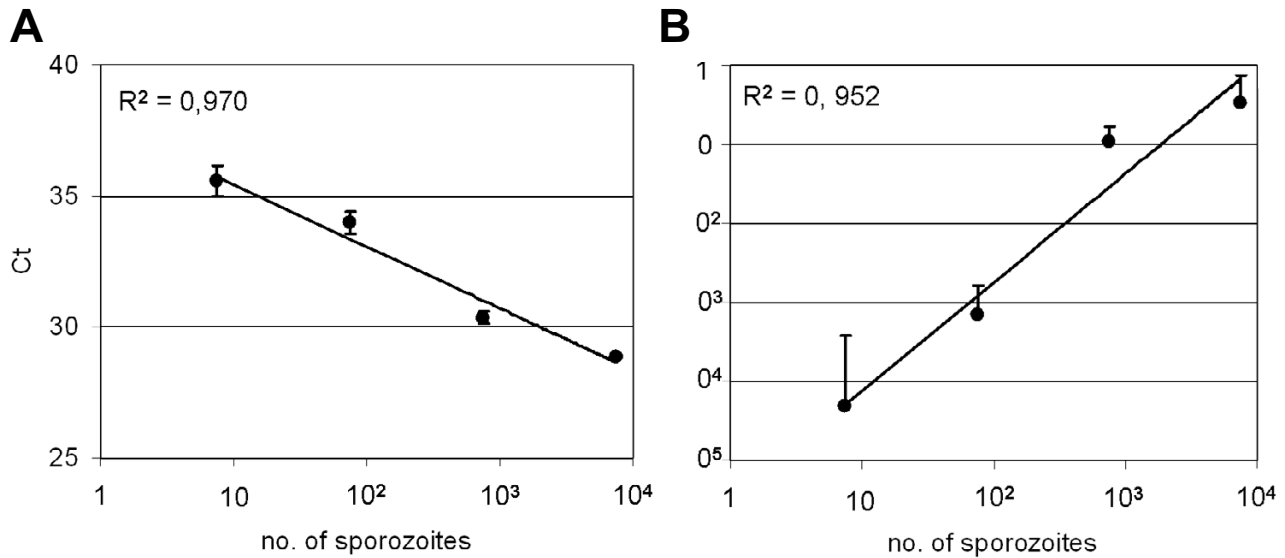 A
B
R² = 0,970
R² = 0, 952
40
35
30
25
Ct
1
10
10²
10³
10⁴
no. of sporozoites
1
0
0²
0³
0⁴
0⁵
1
10
10²
10³
10⁴
no. of sporozoites